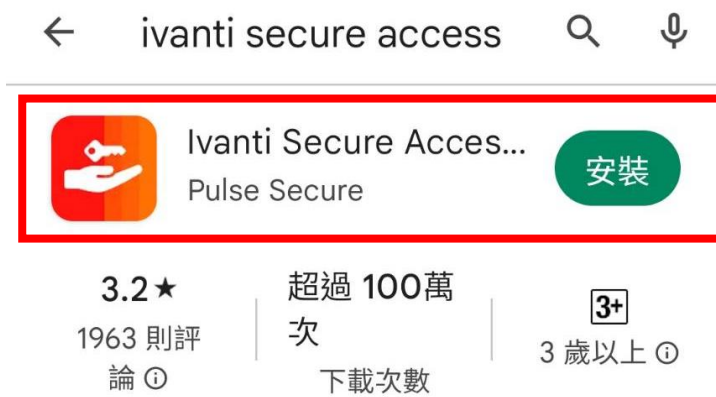 ivanti secure access
Ivanti Secure Acces...
Pulse Secure
安裝
3.2★
1963 則評
論
超過 100萬
次
下載次數
3+
3 歲以上